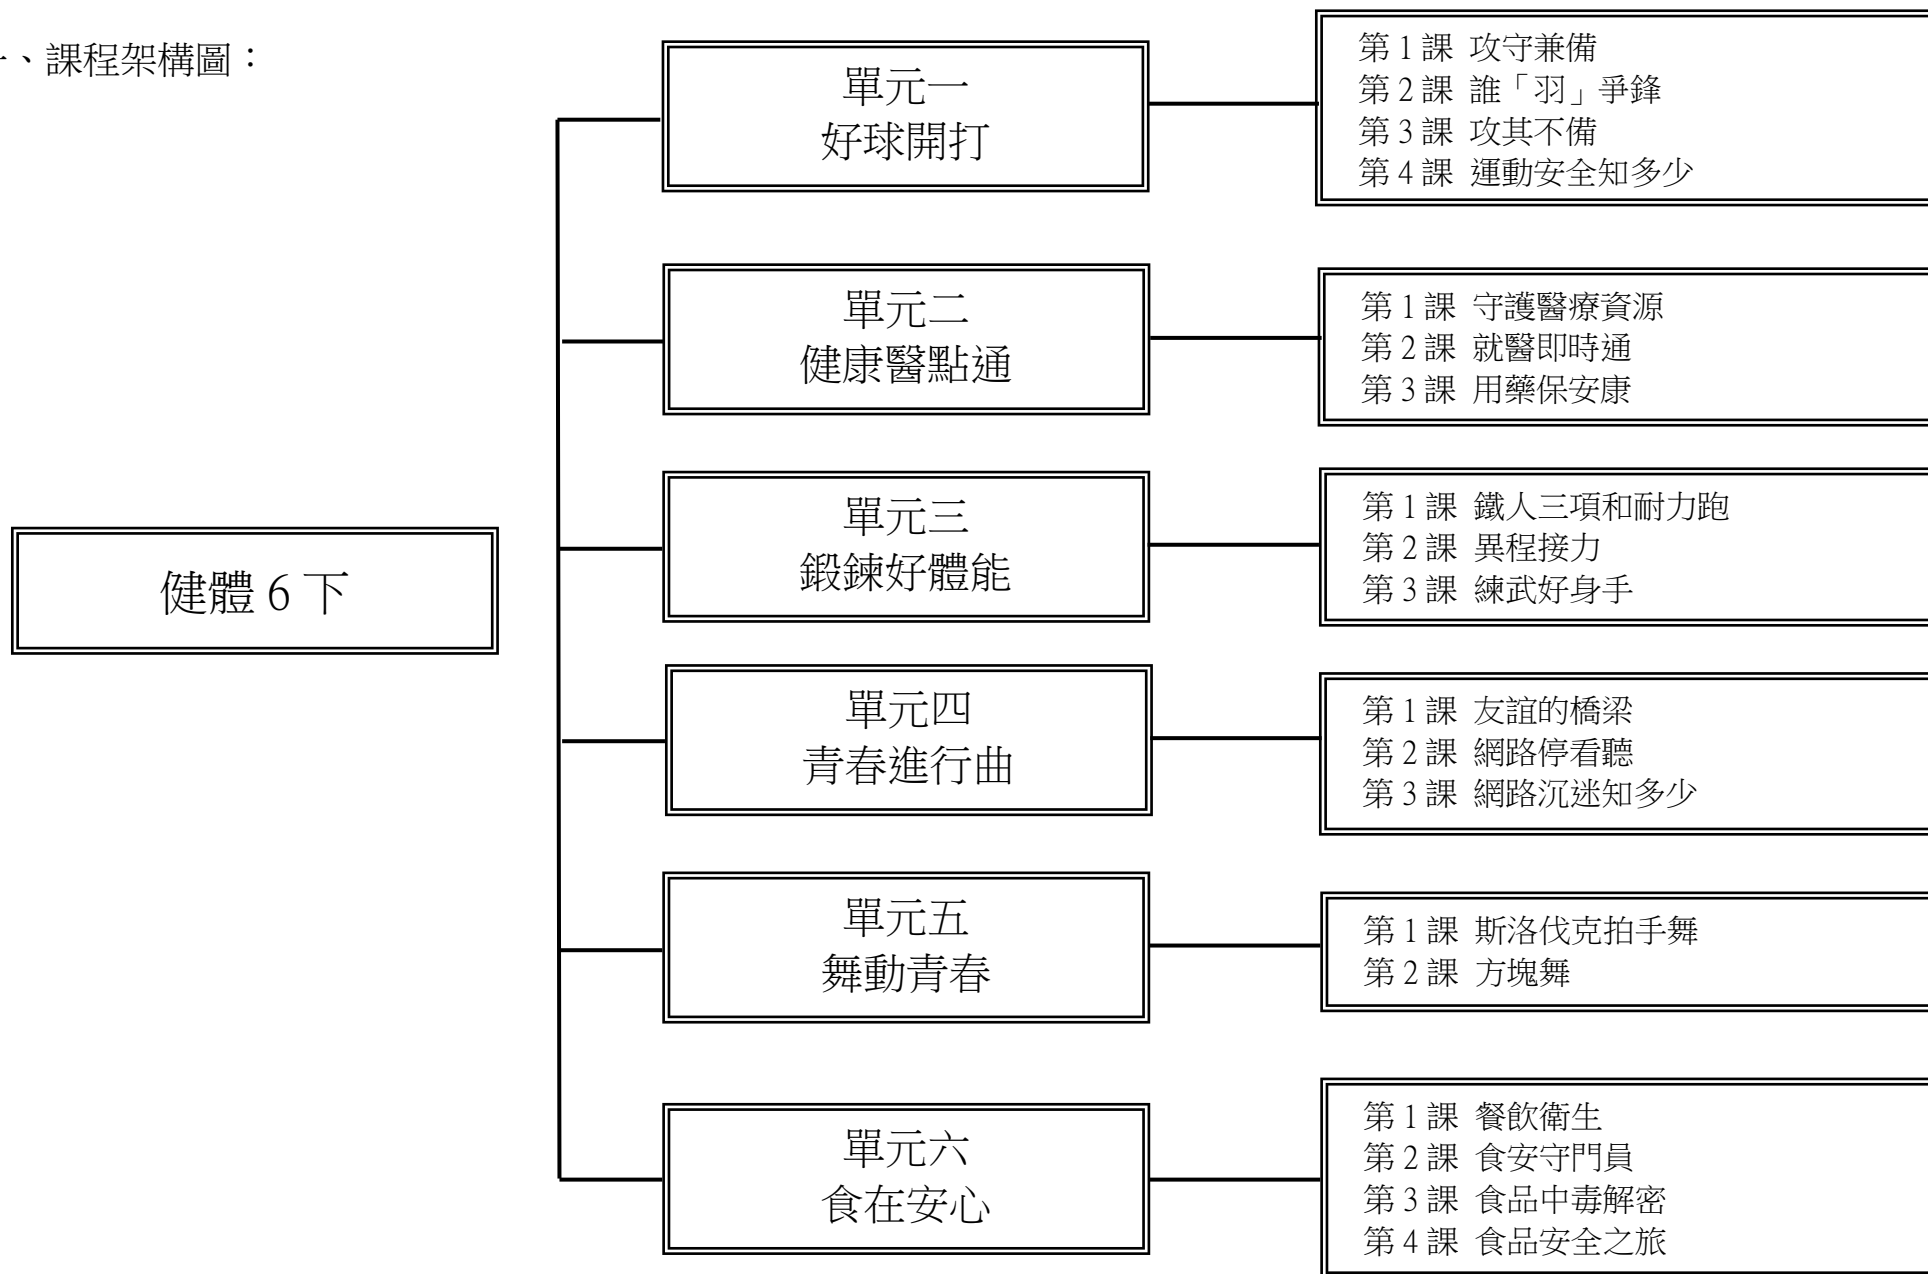 、課程架構圖：
健體 6 下
單元一
好球開打
第 1 課 攻守兼備
第 2 課 誰「羽」爭鋒
第 3 課 攻其不備
第 4 課 運動安全知多少
單元二
健康醫點通
第 1 課 守護醫療資源
第 2 課 就醫即時通
第 3 課 用藥保安康
單元三
鍛鍊好體能
第 1 課 鐵人三項和耐力跑
第 2 課 異程接力
第 3 課 練武好身手
單元四
青春進行曲
第 1 課 友誼的橋梁
第 2 課 網路停看聽
第 3 課 網路沉迷知多少
單元五
舞動青春
第 1 課 斯洛伐克拍手舞
第 2 課 方塊舞
單元六
食在安心
第 1 課 餐飲衛生
第 2 課 食安守門員
第 3 課 食品中毒解密
第 4 課 食品安全之旅